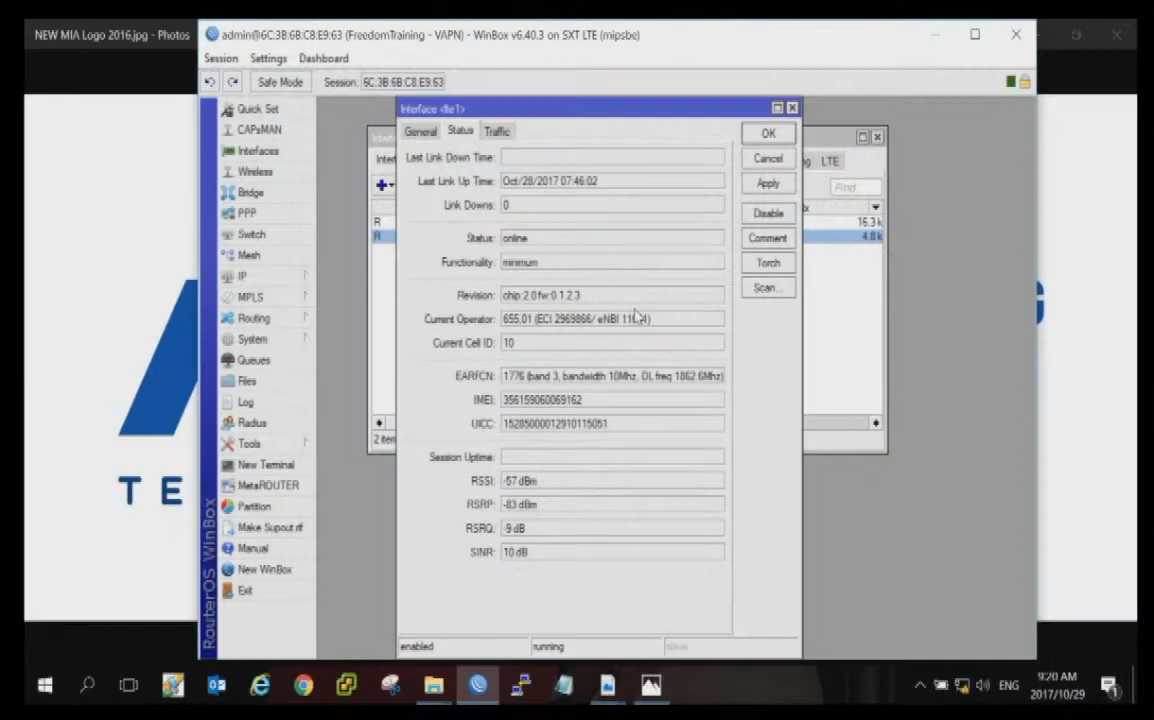 NEW MIA Logo 2016.jpg - Photos
admin@6C:3B:6B:C8:E9:63 (FreedomTraining - VAPN) - WinBox v6.40.3 on SXT LTE (mipsbe)
Session Settings Dashboard
Safe Mode Session: 6C:3B:6B:C8:E9:63
Quick Set
CAPsMAN
Interfaces
Wireless
Bridge
PPP
Switch
Mesh
IP
MPLS
Routing
System
Queues
Files
Log
Radius
Tools
New Terminal
MetaROUTER
Partition
Make Supout.rif
Manual
New WinBox
Exit
RouterOS WinBox
Interface <lte1>
General Status Traffic
Last Link Down Time:
Last Link Up Time: Oct/28/2017 07:46:02
Link Downs: 0
Status: online
Functionality: minimum
Revision: chip:2.0 fw:0.1.2.3
Current Operator: 655,01 (ECI 2969866/ eNBI
Current Cell ID: 10
EARFCN: 1776 (band 3, bandwidth 10Mhz, DL freq 1862.6Mhz)
IMEI: 356159060069162
UICC: 15285000012910115051
Session Uptime:
RSSI: -57 dBm
RSRP: -83 dBm
RSRQ: -9 dB
SINR: 10 dB
enabled running slave
OK
Cancel
Apply
Disable
Comment
Torch
Scan...
LTE
Find
R 16.3 k
R 4.8 k
TE
ENG
9:20 AM
2017/10/29